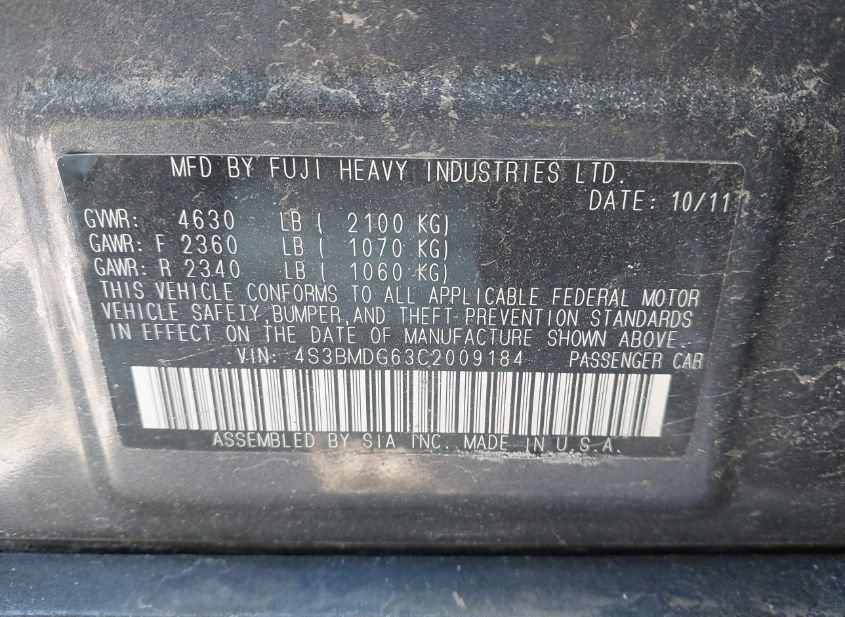 MFD BY FUJI HEAVY INDUSTRIES LTD.
DATE: 10/11
GVWR: 4630 LB ( 2100 KG)
GAWR: F 2360 LB ( 1070 KG)
GAWR: R 2340 LB ( 1060 KG)
THIS VEHICLE CONFORMS TO ALL APPLICABLE FEDERAL MOTOR
VEHICLE SAFETY, BUMPER, AND THEFT PREVENTION STANDARDS
IN EFFECT ON THE DATE OF MANUFACTURE SHOWN ABOVE.
VIN: 4S3BMDG63C2009184 PASSENGER CAR
ASSEMBLED BY SIA INC. MADE IN U.S.A.